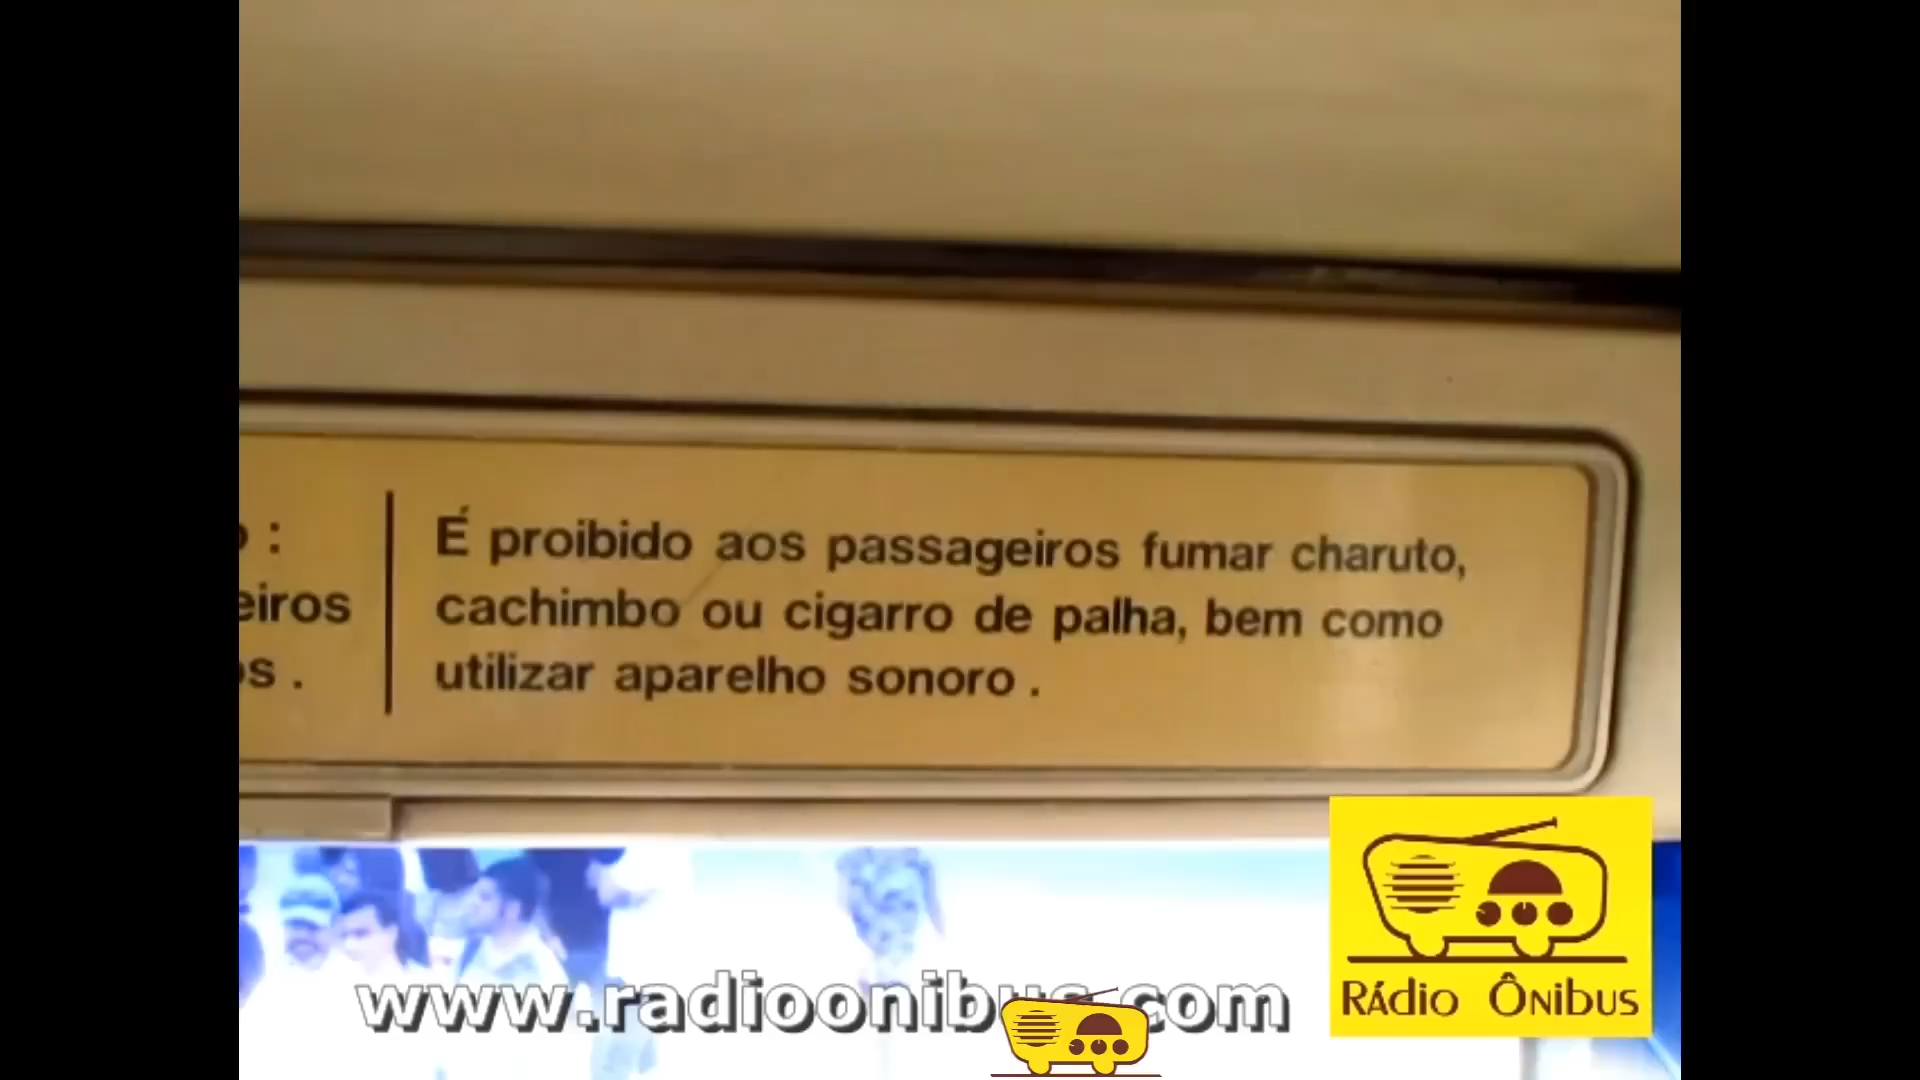 É proibido aos passageiros fumar charuto,
cachimbo ou cigarro de palha, bem como
utilizar aparelho sonoro.
www.radioonibus.com
Rádio Ônibus